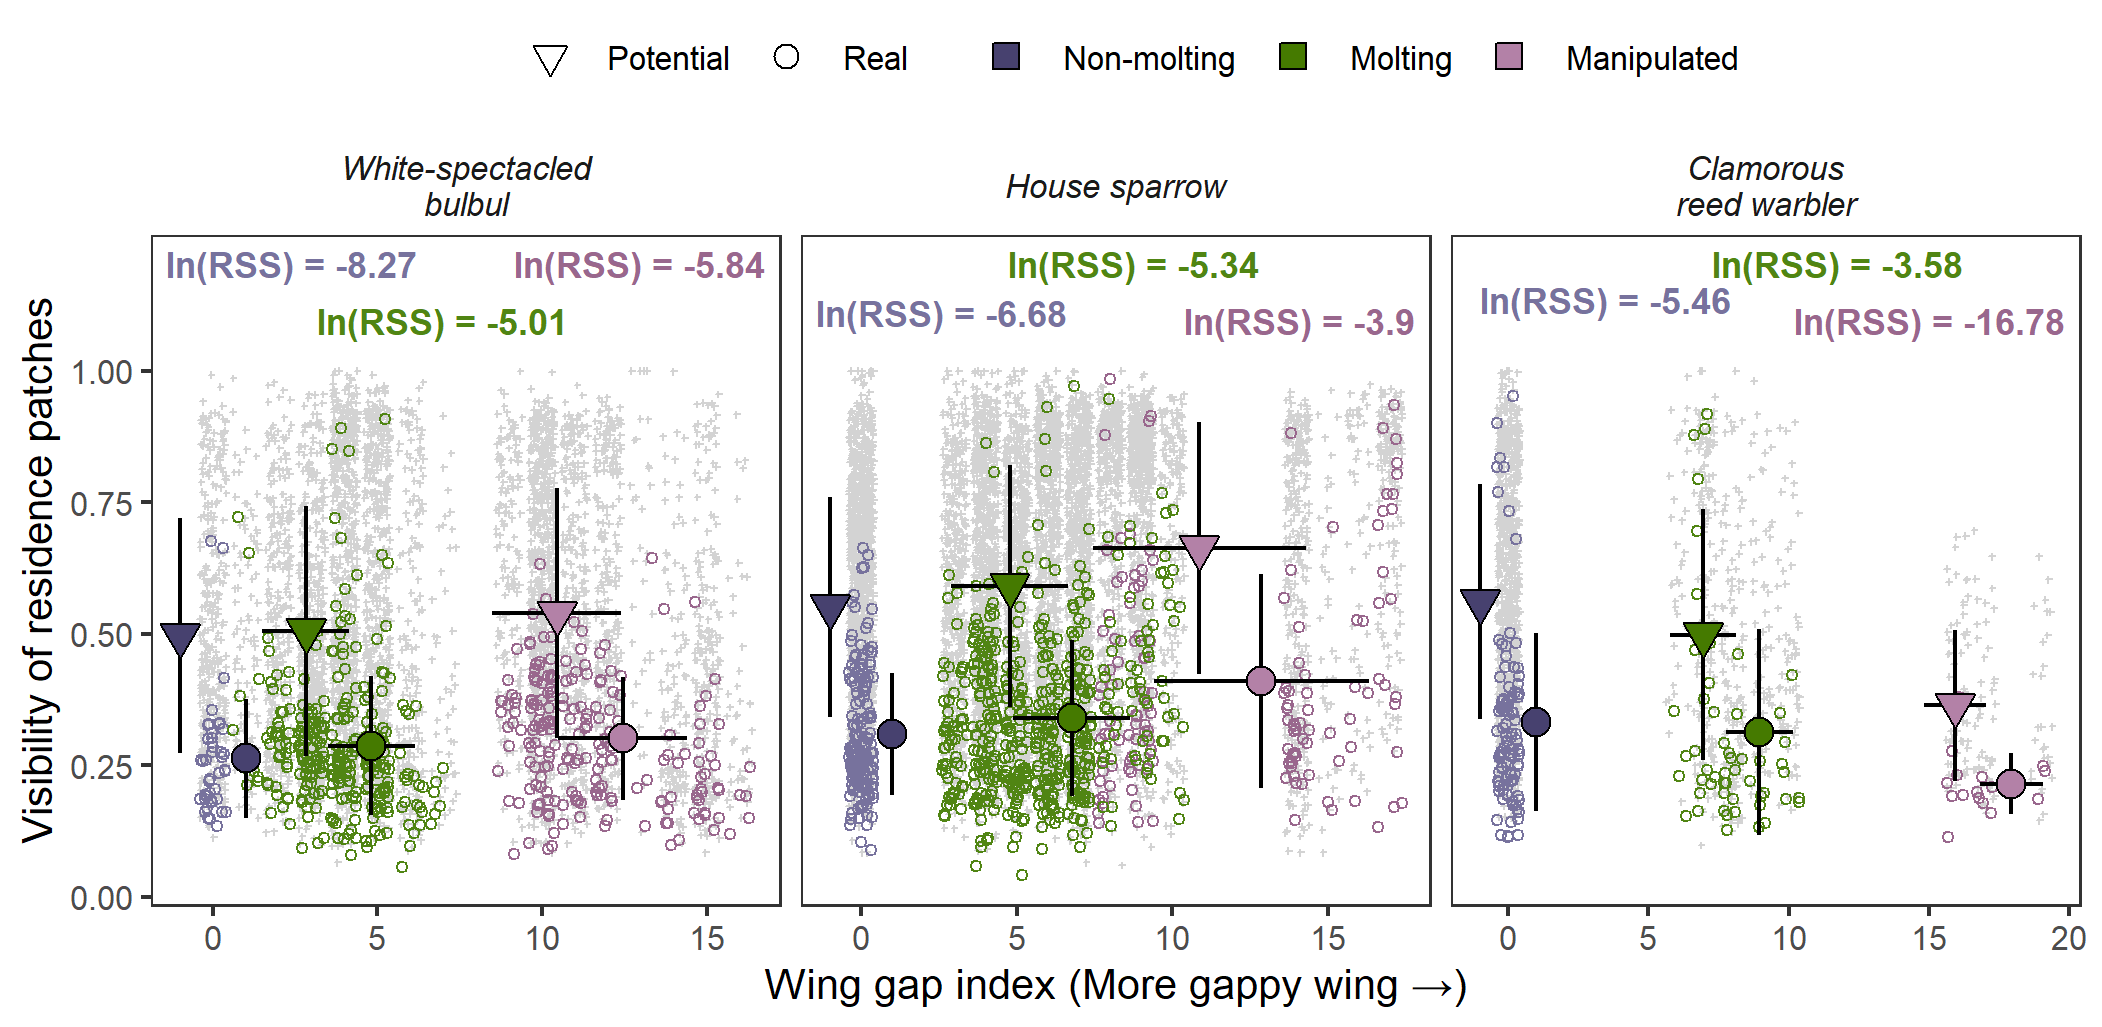 Potential Real Non-molting Molting Manipulated
White-spectacled
bulbul
House sparrow
Clamorous
reed warbler
ln(RSS) = -8.27
ln(RSS) = -5.84
ln(RSS) = -5.01
ln(RSS) = -5.34
ln(RSS) = -6.68
ln(RSS) = -3.9
ln(RSS) = -3.58
ln(RSS) = -5.46
ln(RSS) = -16.78
Visibility of residence patches
1.00
0.75
0.50
0.25
0.00
0 5 10 15
0 5 10 15
0 5 10 15 20
Wing gap index (More gappy wing →)